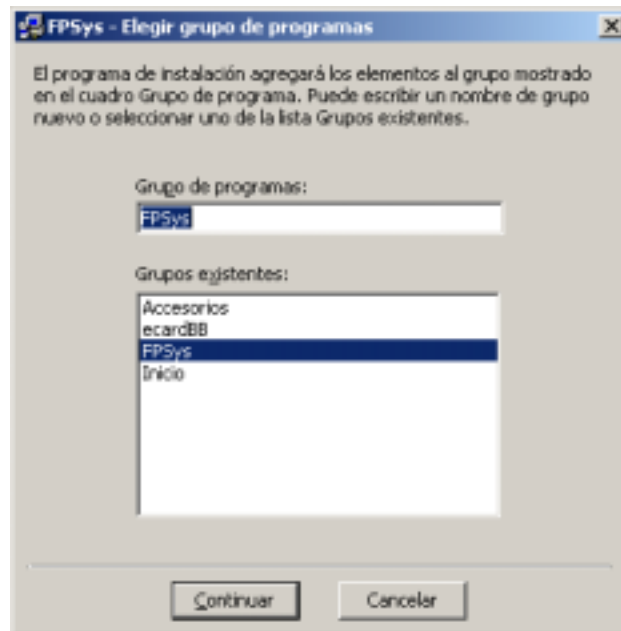 FPSys - Elegir grupo de programas
El programa de instalación agregará los elementos al grupo mostrado
en el cuadro Grupo de programa. Puede escribir un nombre de grupo
nuevo o seleccionar uno de la lista Grupos existentes.
Grupo de programas:
FPSys
Grupos existentes:
Accesorios
ecardBB
FPSys
Inicio
Continuar
Cancelar